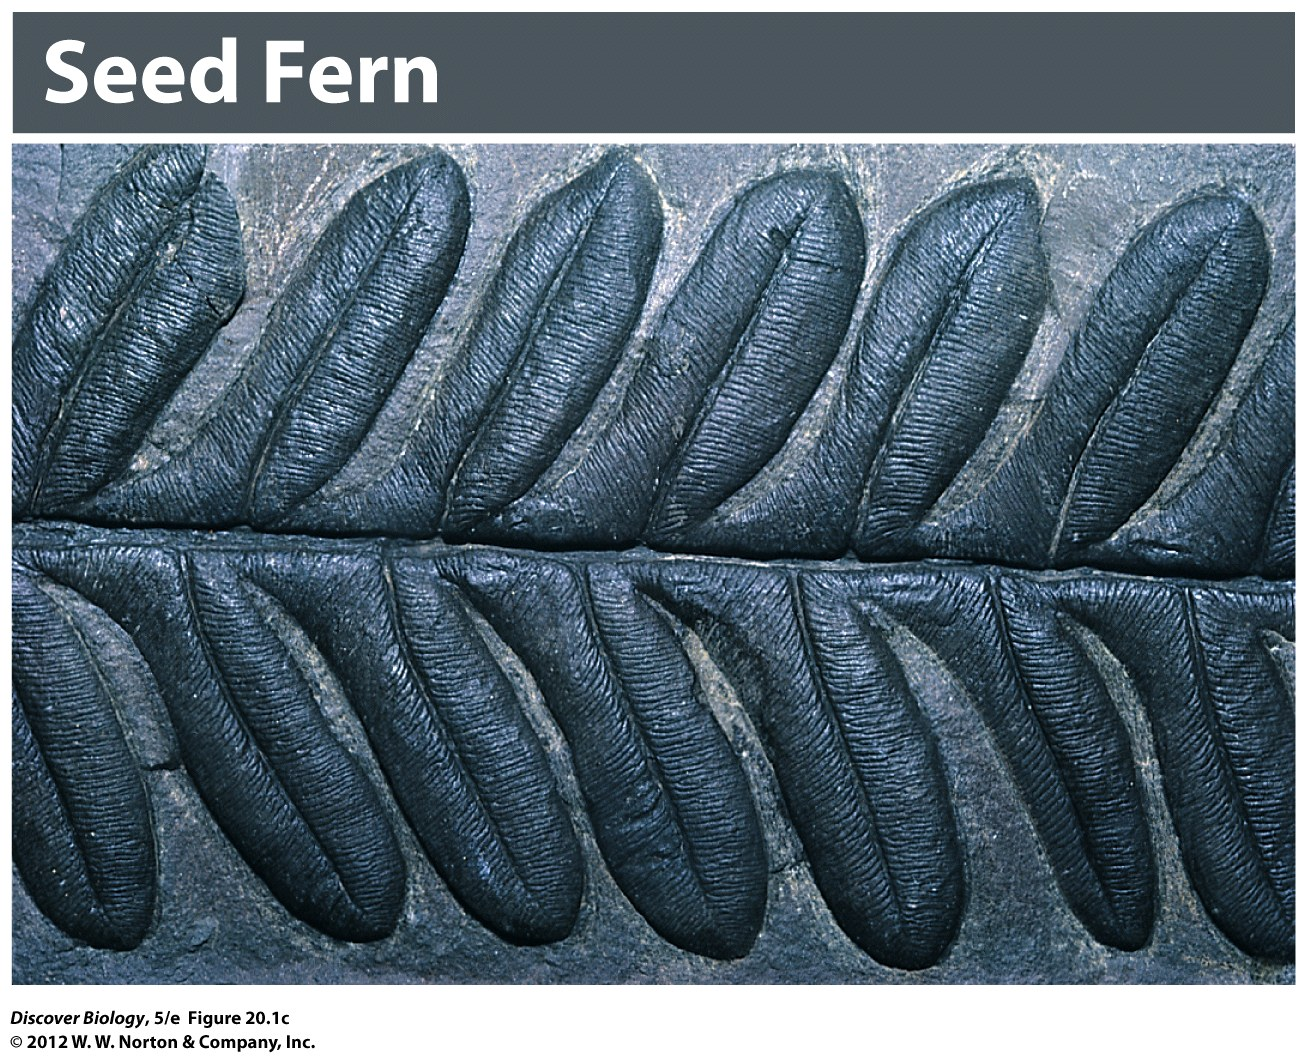 Seed Fern
Discover Biology, 5/e Figure 20.1c
© 2012 W. W. Norton & Company, Inc.